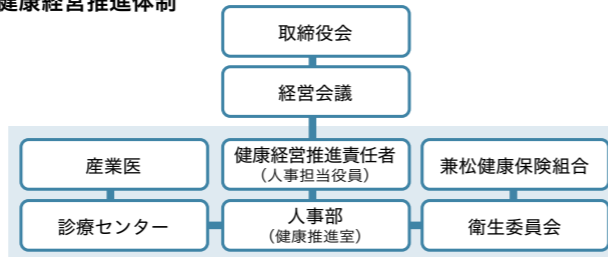 健康経営推進体制
取締役会
経営会議
産業医
健康経営推進責任者
（人事担当役員）
兼松健康保険組合
診療センター
人事部
（健康推進室）
衛生委員会